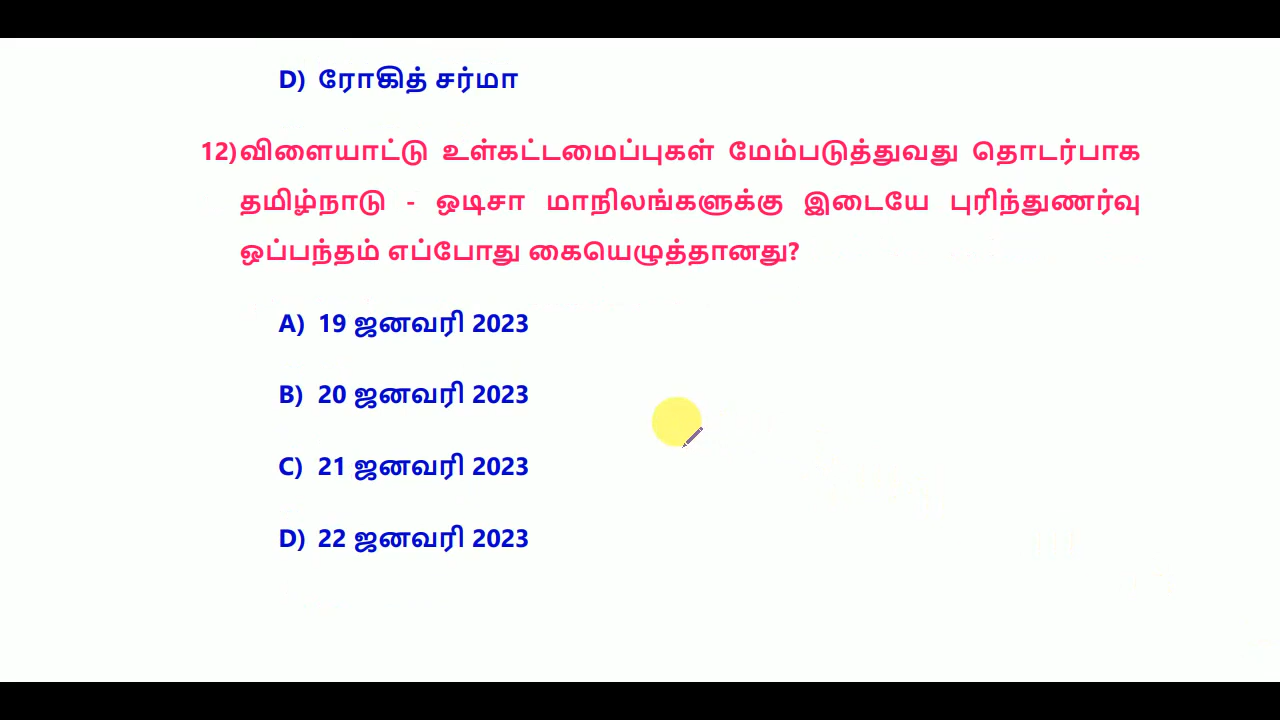 D) ரோகித் சர்மா
12)விளையாட்டு உள்கட்டமைப்புகள் மேம்படுத்துவது தொடர்பாக
தமிழ்நாடு - ஒடிசா மாநிலங்களுக்கு இடையே புரிந்துணர்வு
ஒப்பந்தம் எப்போது கையெழுத்தானது?
A) 19 ஜனவரி 2023
B) 20 ஜனவரி 2023
C) 21 ஜனவரி 2023
D) 22 ஜனவரி 2023